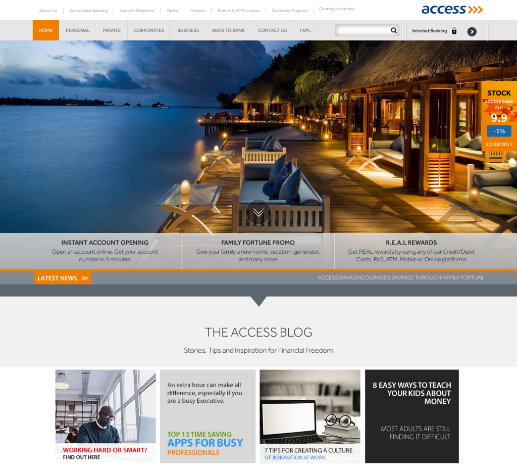 About Us
Sustainable Banking
Investor Relations
Media
Careers
Branch & ATM Locator
Customer Support
Country Locations
access
HOME
PERSONAL
PRIVATE
CORPORATES
BUSINESS
WAYS TO BANK
CONTACT US
I AM...
Internet Banking
STOCK
ACCESSBANK
PLC
9.9
-1%
INSTANT ACCOUNT OPENING
Open an account online. Get your account
number in 5 minutes.
FAMILY FORTUNE PROMO
Give your family a new home, vacation, generator,
and many more
R.E.A.L REWARDS
Get REAL rewards by using any of our Credit/Debit
Cards, PoS, ATM, Mobile or Online platforms.
LATEST NEWS
ACCESS BANK ENCOURAGES SAVINGS THROUGH FAMILY FORTUN
THE ACCESS BLOG
Stories, Tips and Inspiration for Financial Freedom
WORKING HARD OR SMART?
FIND OUT HERE
An extra hour can make all
difference, especially if you
are a busy Executive.
TOP 13 TIME SAVING
APPS FOR BUSY
PROFESSIONALS
7 TIPS FOR CREATING A CULTURE
OF INNOVATION AT WORK
8 EASY WAYS TO TEACH
YOUR KIDS ABOUT
MONEY
MOST ADULTS ARE STILL
FINDING IT DIFFICULT